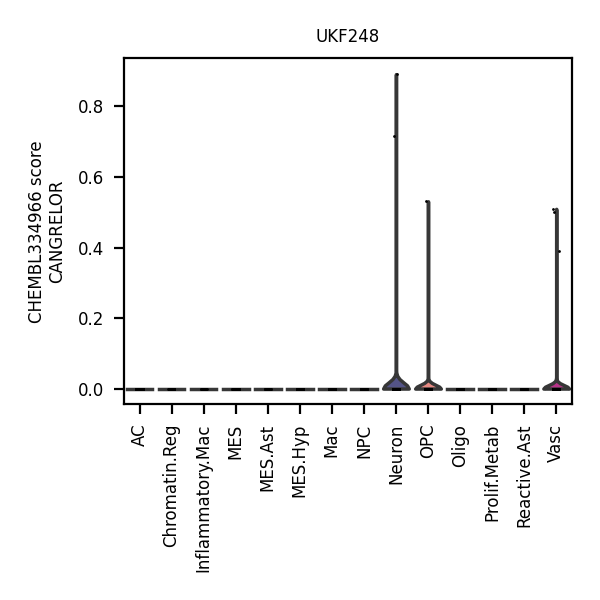 UKF248
CHEMBL334966 score
CANGRELOR
0.8
0.6
0.4
0.2
0.0
AC
Chromatin.Reg
Inflammatory.Mac
MES
MES.Ast
MES.Hyp
Mac
NPC
Neuron
OPC
Oligo
Prolif.Metab
Reactive.Ast
Vasc